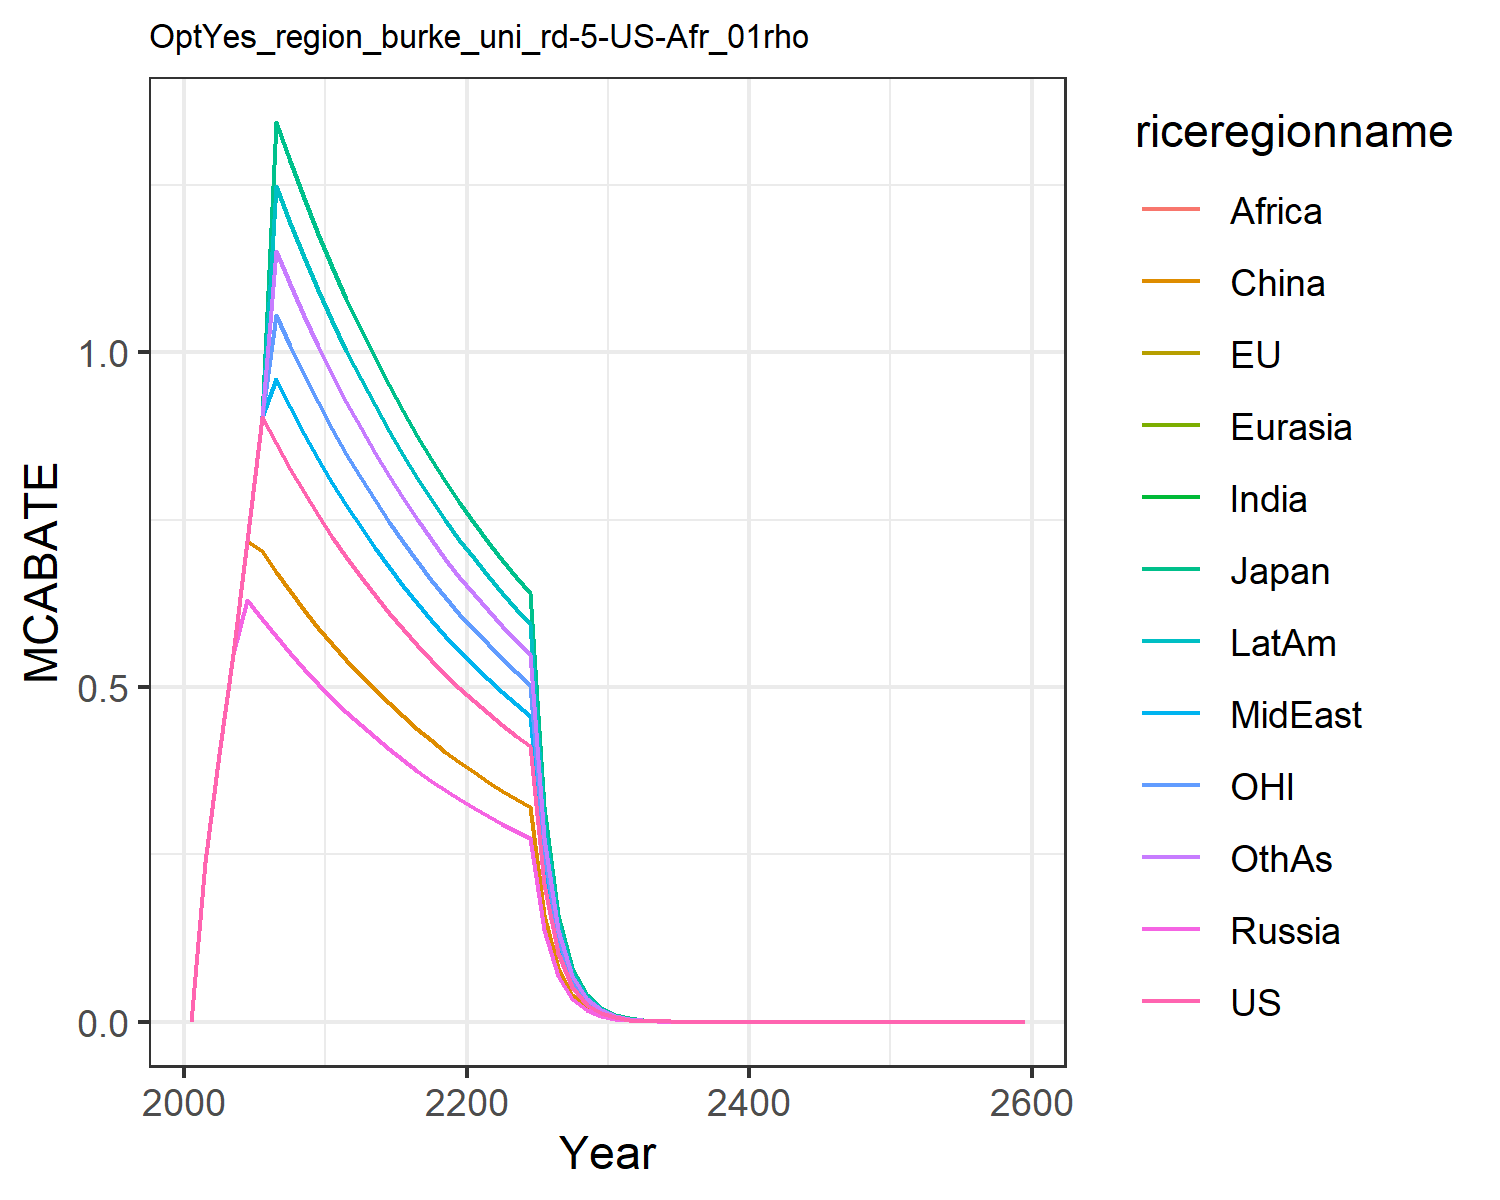 OptYes_region_burke_uni_rd-5-US-Afr_01rho
MCABATE
1.0
0.5
0.0
2000
2200
2400
2600
Year
riceregionname
Africa
China
EU
Eurasia
India
Japan
LatAm
MidEast
OHI
OthAs
Russia
US